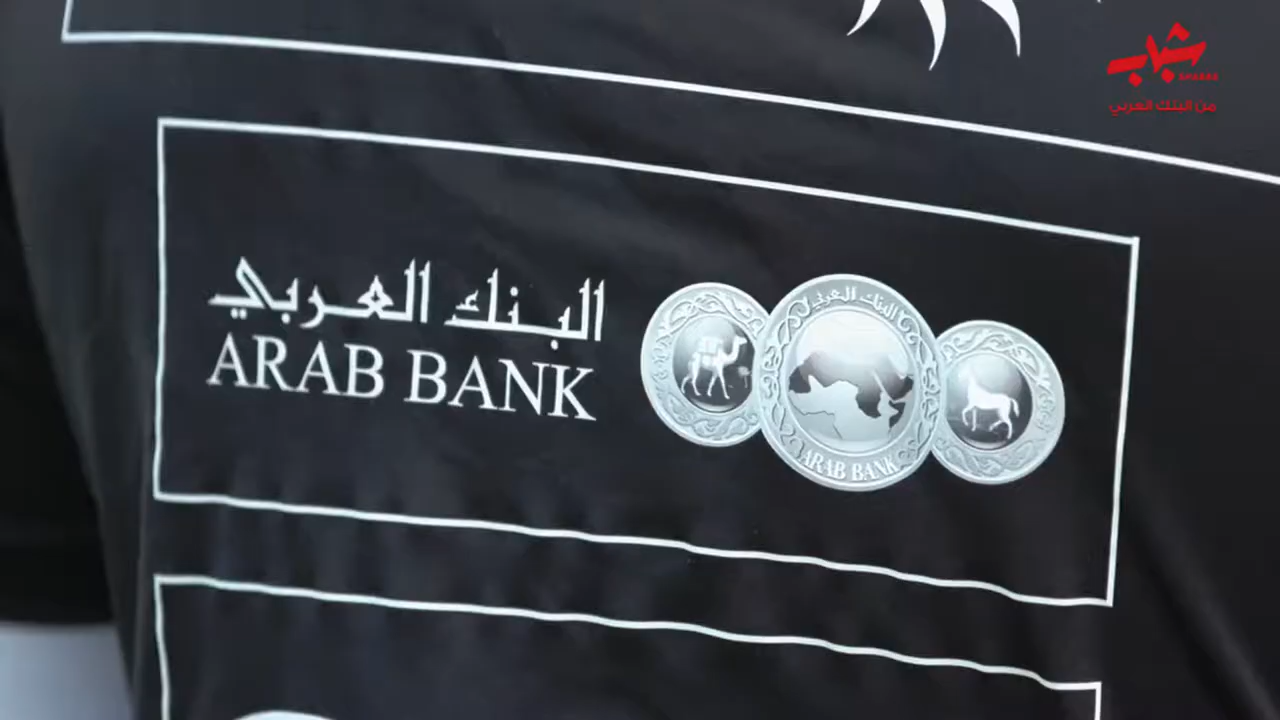 شباب
SHABAB
من البنك العربي
البنك العربي
ARAB BANK
البنك العربي
ARAB BANK